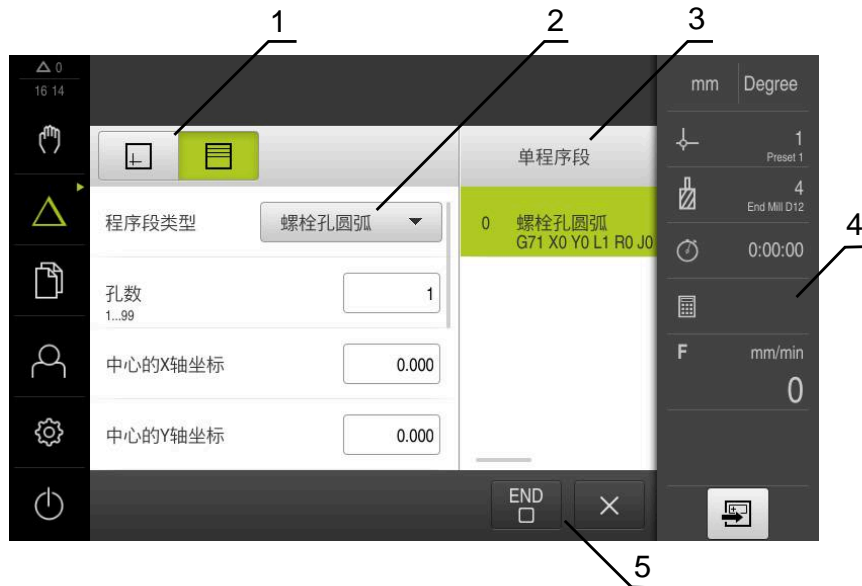 1
2
3
0
16 14
mm
Degree
单程序段
1
Preset 1
程序段类型
螺栓孔圆弧
0
螺栓孔圆弧
G71 X0 Y0 L1 R0 J0
4
End Mill D12
4
0:00:00
孔数
1...99
1
中心的X轴坐标
0.000
F
mm/min
0
中心的Y轴坐标
0.000
END
5